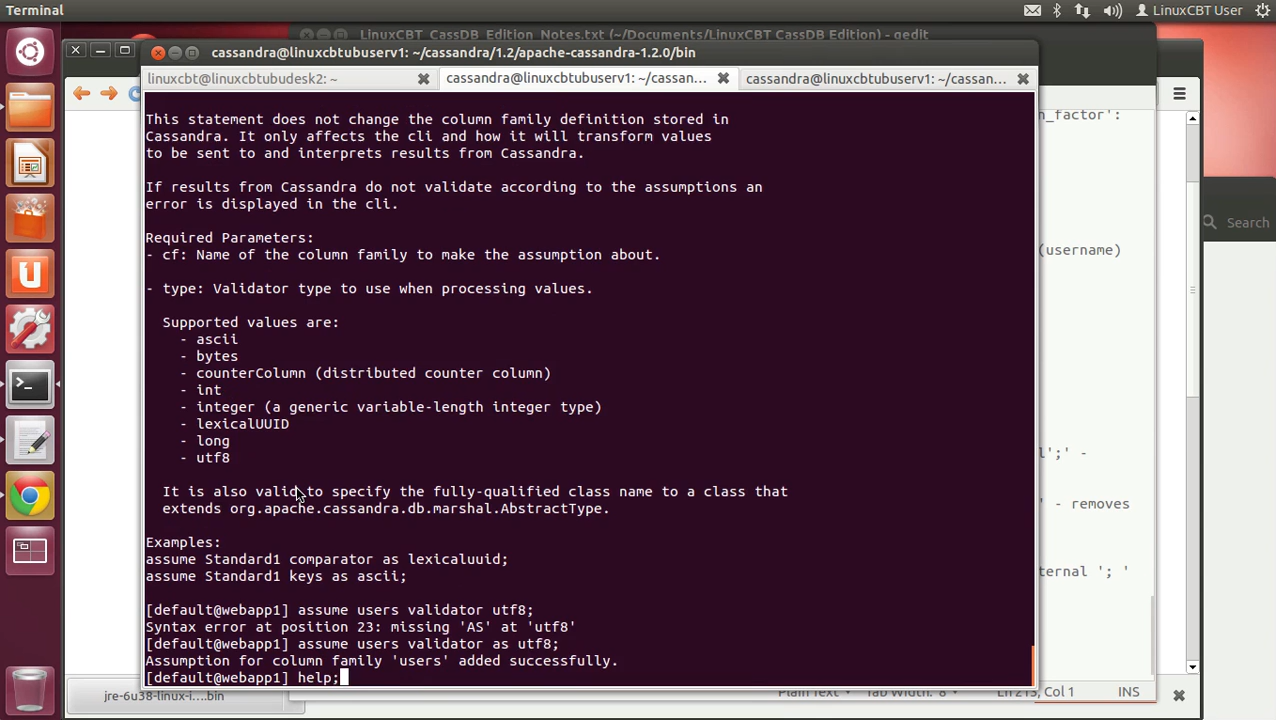 Terminal
LinuxCBT User
LinuxCBT CassDB Edition Notes.txt (~/Documents/LinuxCBT CassDB Edition) - gedit
cassandra@linuxcbtubuserv1: ~/cassandra/1.2/apache-cassandra-1.2.0/bin
linuxcbt@linuxcbtubudesk2: ~
cassandra@linuxcbtubuserv1: ~/cassan...
cassandra@linuxcbtubuserv1: ~/cassan...
This statement does not change the column family definition stored in
Cassandra. It only affects the cli and how it will transform values
to be sent to and interprets results from Cassandra.
If results from Cassandra do not validate according to the assumptions an
error is displayed in the cli.
Required Parameters:
- cf: Name of the column family to make the assumption about.
- type: Validator type to use when processing values.
Supported values are:
- ascii
- bytes
- counterColumn (distributed counter column)
- int
- integer (a generic variable-length integer type)
- lexicalUUID
- long
- utf8
It is also valid to specify the fully-qualified class name to a class that
extends org.apache.cassandra.db.marshal.AbstractType.
Examples:
assume Standard1 comparator as lexicaluuid;
assume Standard1 keys as ascii;
[default@webapp1] assume users validator utf8;
Syntax error at position 23: missing 'AS' at 'utf8'
[default@webapp1] assume users validator as utf8;
Assumption for column family 'users' added successfully.
[default@webapp1] help;
n_factor':
(username)
l';' -
' - removes
ternal '; '
Search
jre-6u38-linux-i....bin
Plain Text
Tab Width: 8
Ln 213, Col 1
INS